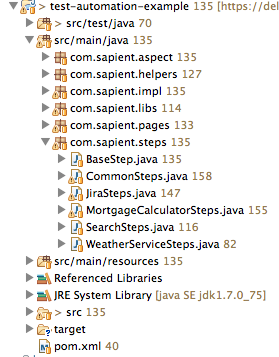 > test-automation-example 135 [https://del
> src/test/java 70
src/main/java 135
com.sapient.aspect 135
com.sapient.helpers 127
com.sapient.impl 135
com.sapient.libs 114
com.sapient.pages 133
com.sapient.steps 135
BaseStep.java 135
CommonSteps.java 158
JiraSteps.java 147
MortgageCalculatorSteps.java 155
SearchSteps.java 116
WeatherServiceSteps.java 82
src/main/resources 135
Referenced Libraries
JRE System Library [java SE jdk1.7.0_75]
> src 135
target
pom.xml 40